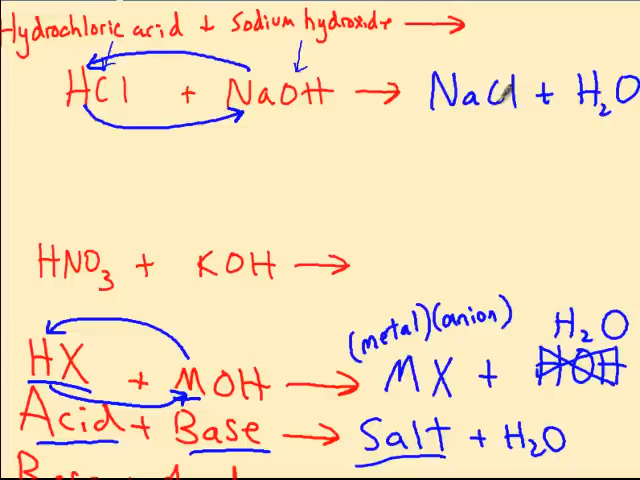 Hydrochloric acid + Sodium hydroxide →
HCl + NaOH → NaCl + H₂O
HNO₃ + KOH →
(metal)(anion) H₂O
HX + MOH → MX + HOH
Acid + Base → Salt + H₂O